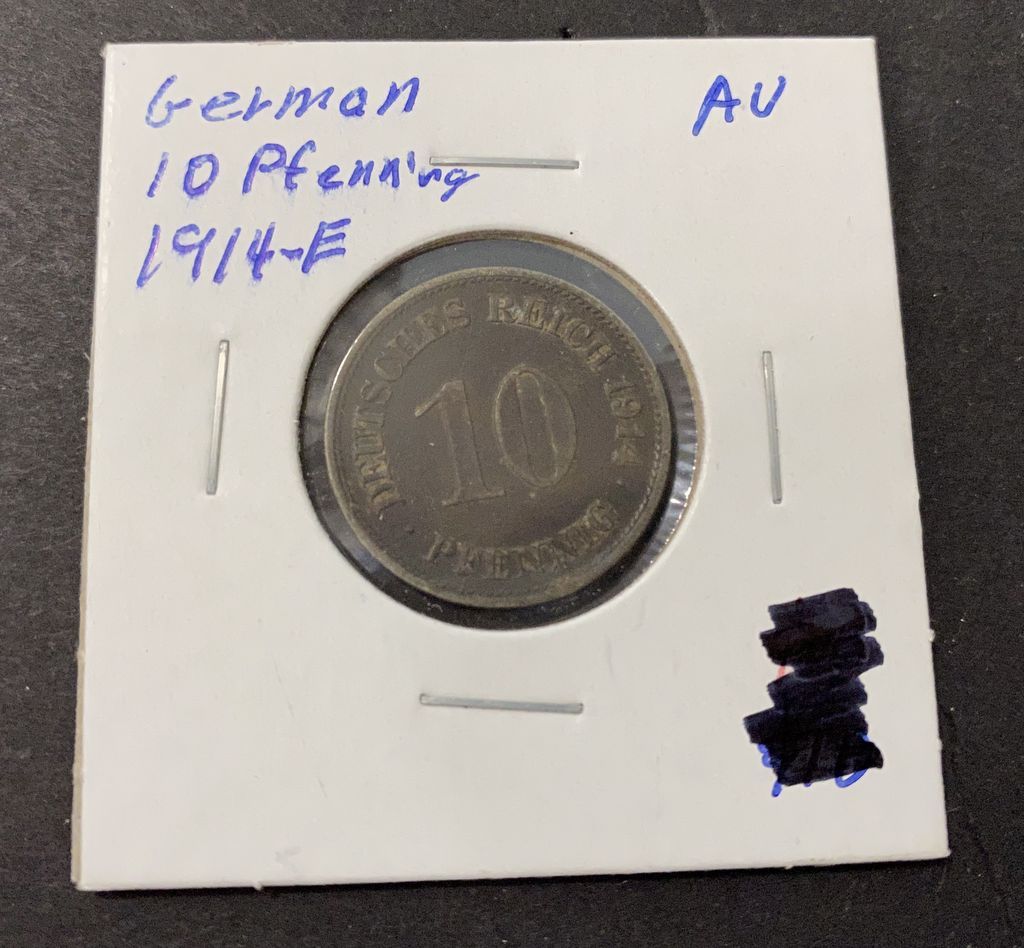 German
10 Pfenning
1914-E
AU
DEUTSCHES REICH 1914
10
PFENNIG